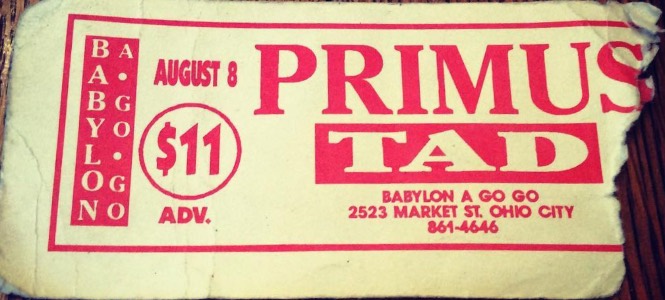 BABYLON
A • GO • GO
AUGUST 8
$11
ADV.
PRIMUS
TAD
BABYLON A GO GO
2523 MARKET ST. OHIO CITY
861-4646